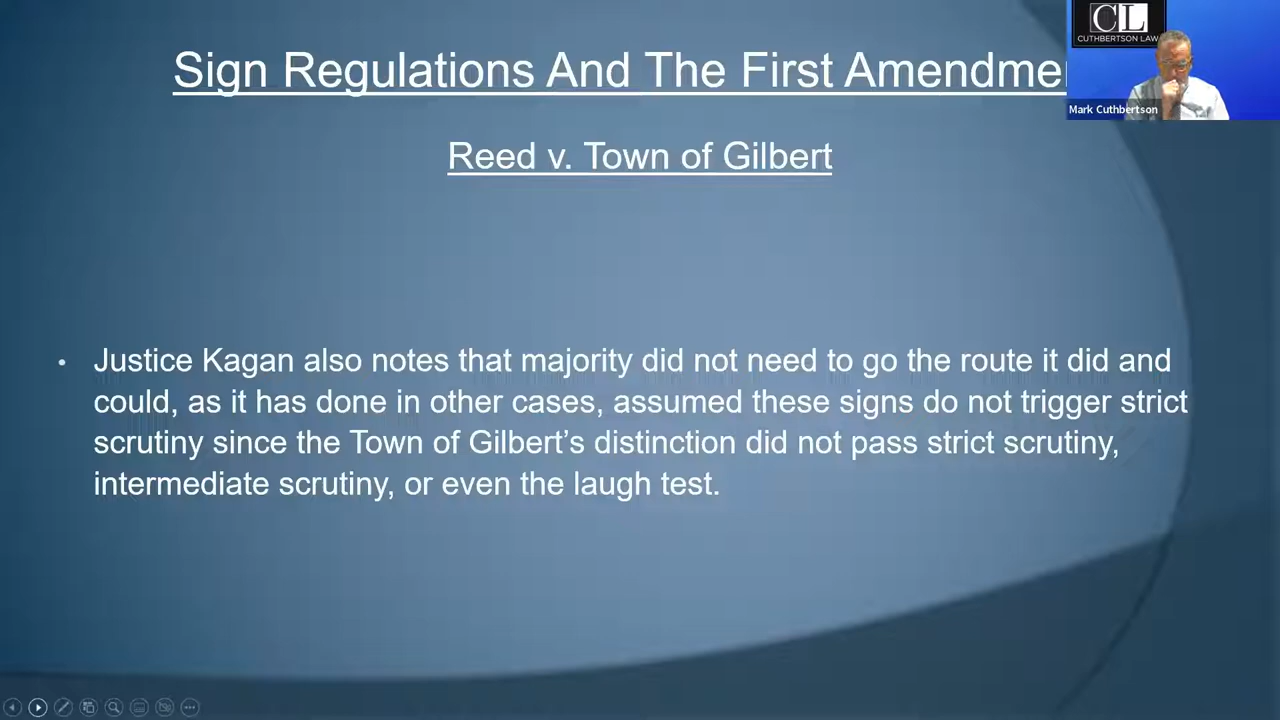 CL
CUTHBERTSON LAW
Mark Cuthbertson
Sign Regulations And The First Amendmen
Reed v. Town of Gilbert
• Justice Kagan also notes that majority did not need to go the route it did and
could, as it has done in other cases, assumed these signs do not trigger strict
scrutiny since the Town of Gilbert’s distinction did not pass strict scrutiny,
intermediate scrutiny, or even the laugh test.